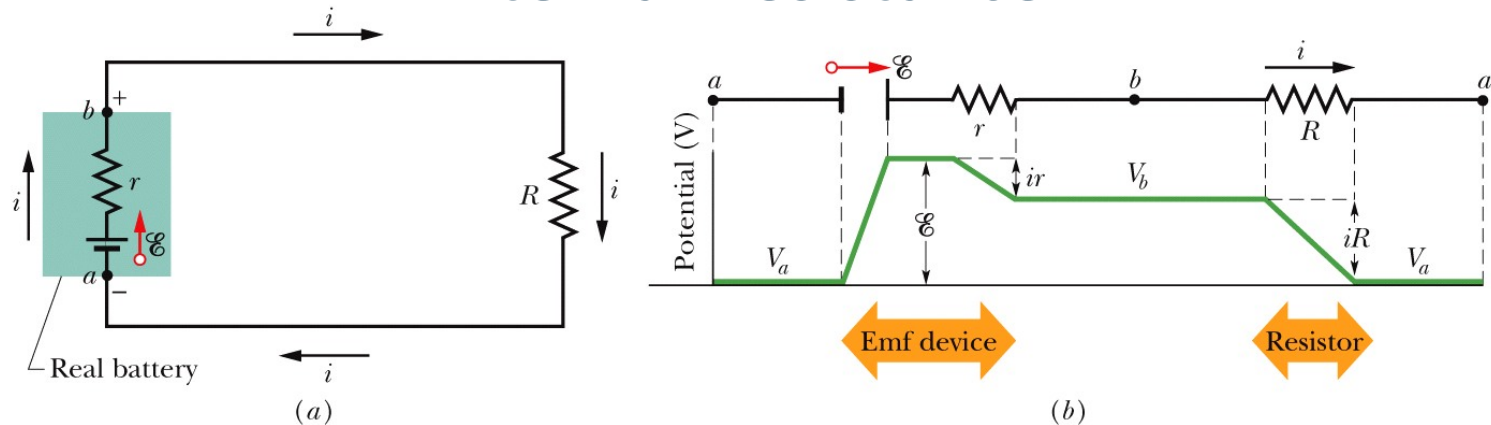 i
b
+
i
r
ℰ
a
−
R
i
Real battery
i
(a)
a
ℰ
r
b
i
R
a
Potential (V)
V_a
ℰ
ir
V_b
iR
V_a
Emf device
Resistor
(b)